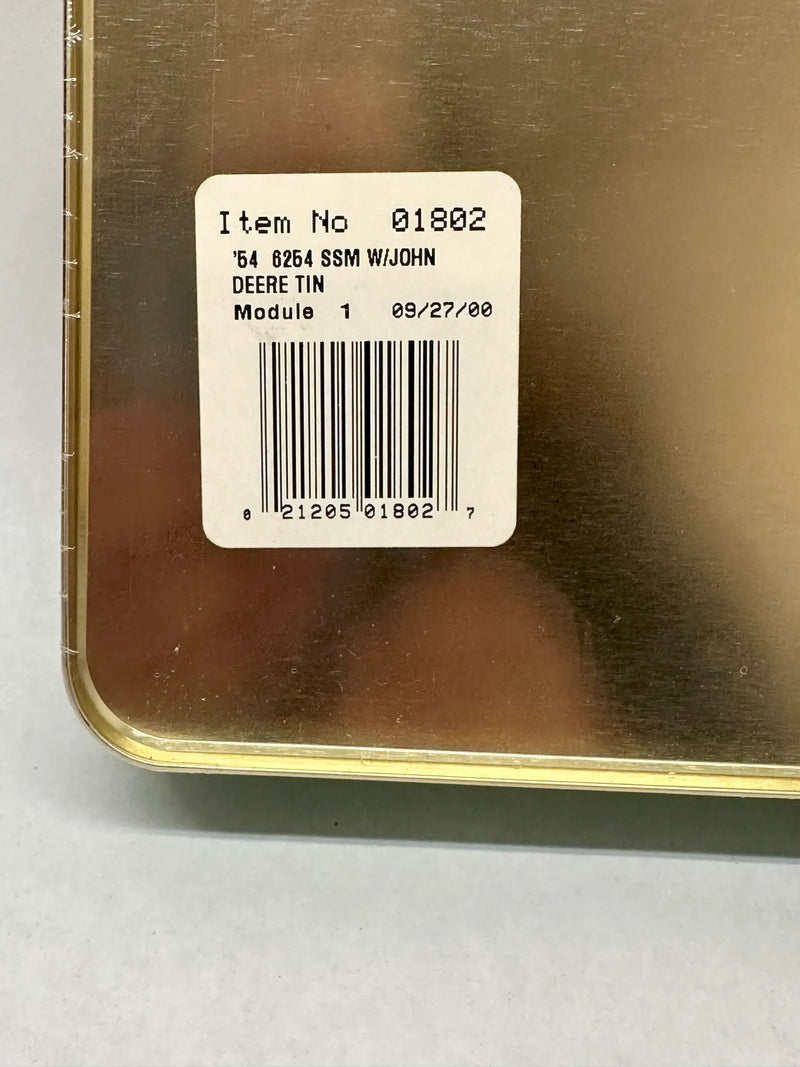 Item No 01802
'54 6254 SSM W/JOHN
DEERE TIN
Module 1 09/27/00
0 21205 01802 7